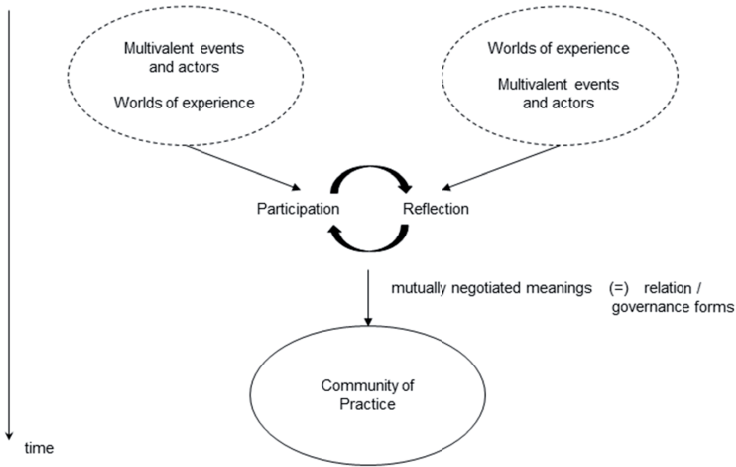 Multivalent events
and actors
Worlds of experience
Worlds of experience
Multivalent events
and actors
Participation
Reflection
mutually negotiated meanings (=) relation /
governance forms
Community of
Practice
time